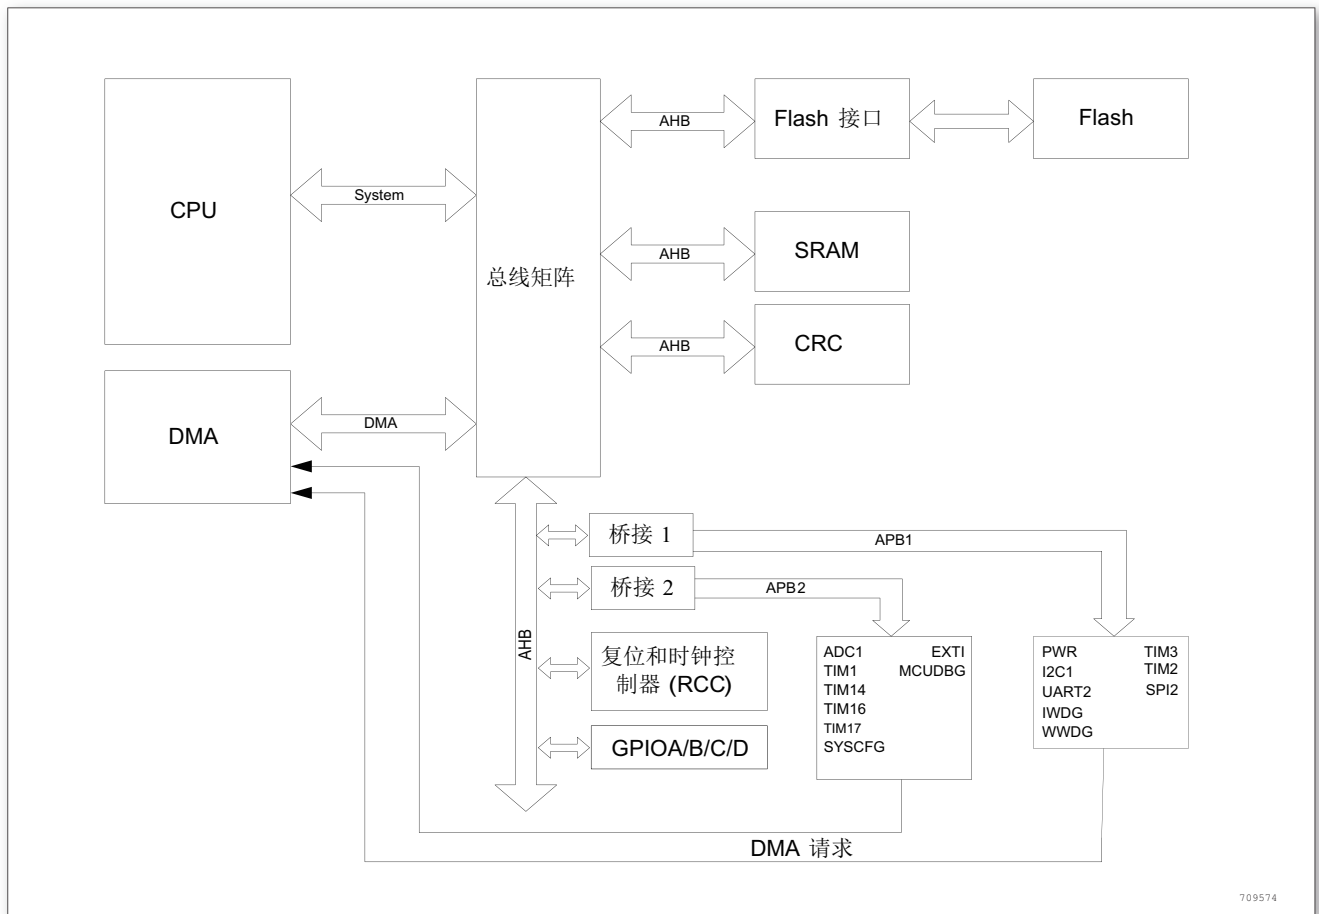 CPU
System
总线矩阵
AHB
Flash 接口
Flash
AHB
SRAM
AHB
CRC
DMA
DMA
AHB
桥接 1
APB1
桥接 2
APB2
复位和时钟控
制器 (RCC)
GPIOA/B/C/D
ADC1
EXTI
TIM1
MCUDBG
TIM14
TIM16
TIM17
SYSCFG
PWR
TIM3
I2C1
TIM2
UART2
SPI2
IWDG
WWDG
DMA 请求
709574